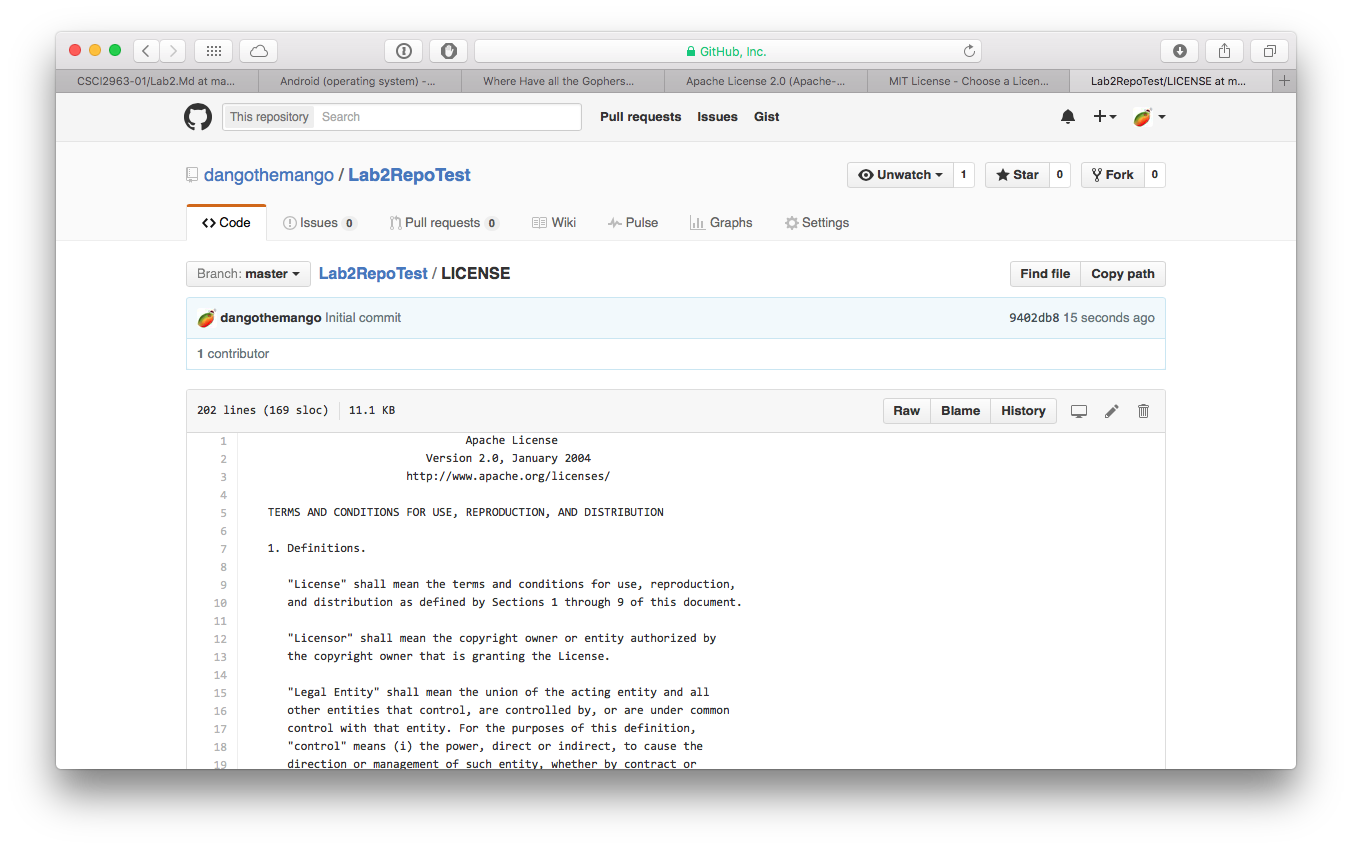 GitHub, Inc.
CSCI2963-01/Lab2.Md at ma... Android (operating system) -... Where Have all the Gophers... Apache License 2.0 (Apache-... MIT License - Choose a Licen... Lab2RepoTest/LICENSE at m...
This repository Search Pull requests Issues Gist
dangothemango / Lab2RepoTest Unwatch 1 Star 0 Fork 0
Code Issues 0 Pull requests 0 Wiki Pulse Graphs Settings
Branch: master Lab2RepoTest / LICENSE Find file Copy path
dangothemango Initial commit 9402db8 15 seconds ago
1 contributor
202 lines (169 sloc) 11.1 KB Raw Blame History
1 Apache License
2 Version 2.0, January 2004
3 http://www.apache.org/licenses/
4
5 TERMS AND CONDITIONS FOR USE, REPRODUCTION, AND DISTRIBUTION
6
7 1. Definitions.
8
9 "License" shall mean the terms and conditions for use, reproduction,
10 and distribution as defined by Sections 1 through 9 of this document.
11
12 "Licensor" shall mean the copyright owner or entity authorized by
13 the copyright owner that is granting the License.
14
15 "Legal Entity" shall mean the union of the acting entity and all
16 other entities that control, are controlled by, or are under common
17 control with that entity. For the purposes of this definition,
18 "control" means (i) the power, direct or indirect, to cause the
19 direction or management of such entity, whether by contract or